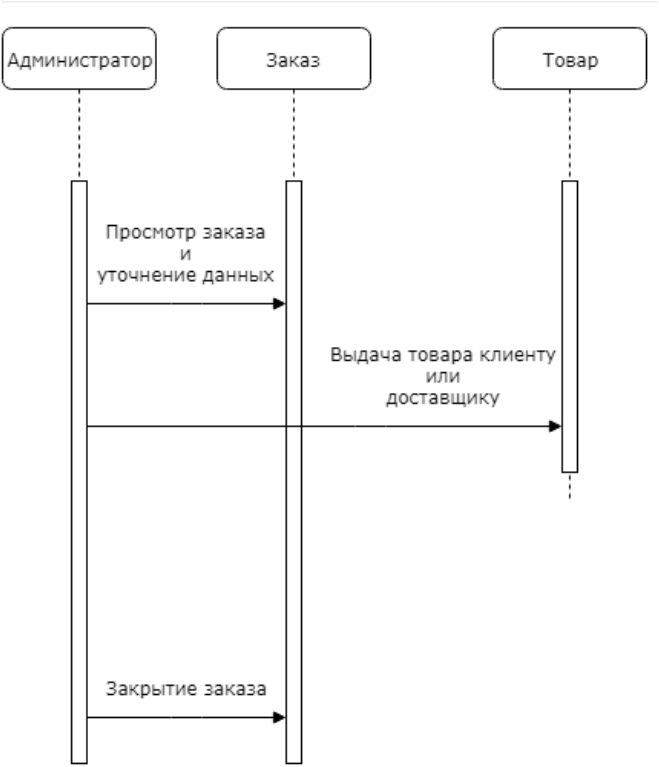 Администратор
Заказ
Товар
Просмотр заказа
и
уточнение данных
Выдача товара клиенту
или
доставщику
Закрытие заказа